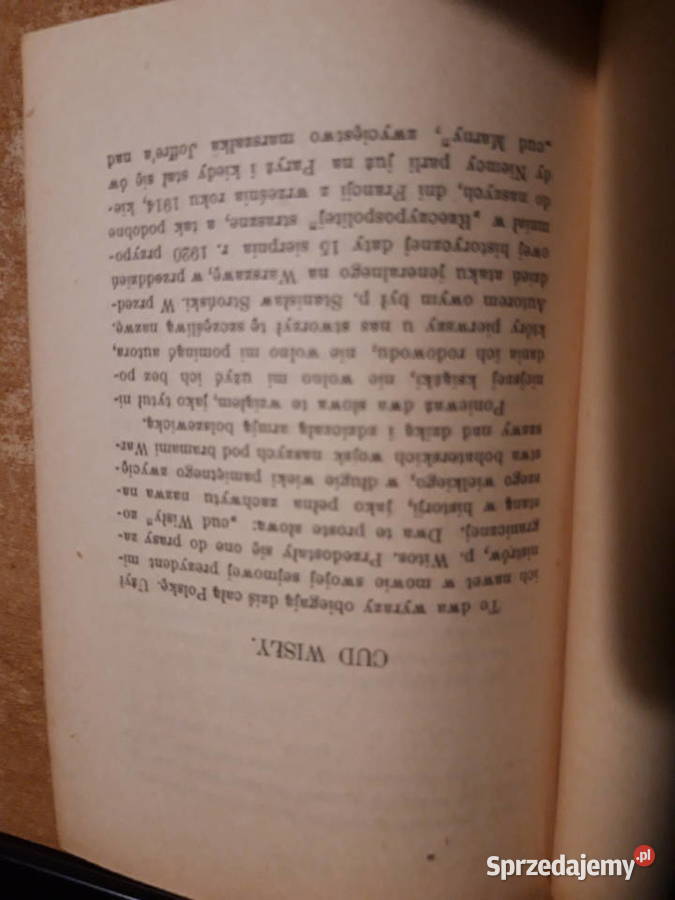 CUD WISŁY.
Te dwa wyrazy obiegają dziś całą Polskę. Użył
ich nawet w mowie swojej sejmowej prezydent mi-
nistrów, p. Witos. Przedostały się one do prasy za-
granicznej. Dwa te proste słowa: „cud Wisły" zo-
staną w historji, jako pełna zachwytu nazwa na-
szego wielkiego, w długie wieki pamiętnego zwycię-
stwa bohaterskich wojsk naszych pod bramami War-
szawy nad dziką i zdziczałą armją bolszewicką.
Ponieważ dwa słowa te wziąłem, jako tytuł ni-
niejszej książki, nie wolno mi użyć ich bez po-
dania ich rodowodu, nie wolno mi pominąć autora,
który pierwszy u nas stworzył tę szczęśliwą nazwę.
Autorem owym był p. Stanisław Stroński. W przed-
dzień ataku jeneralnego na Warszawę, w przeddzień
owej historycznej daty 15 sierpnia r. 1920 przypo-
mniał w „Rzeczypospolitej" straszne, a tak podobne
do naszych, dni Francji z września roku 1914, kie-
dy Niemcy parli już na Paryż i kiedy stał się ów
„cud Marny", zwycięstwo marszałka Joffre'a nad
Sprzedajemy.pl